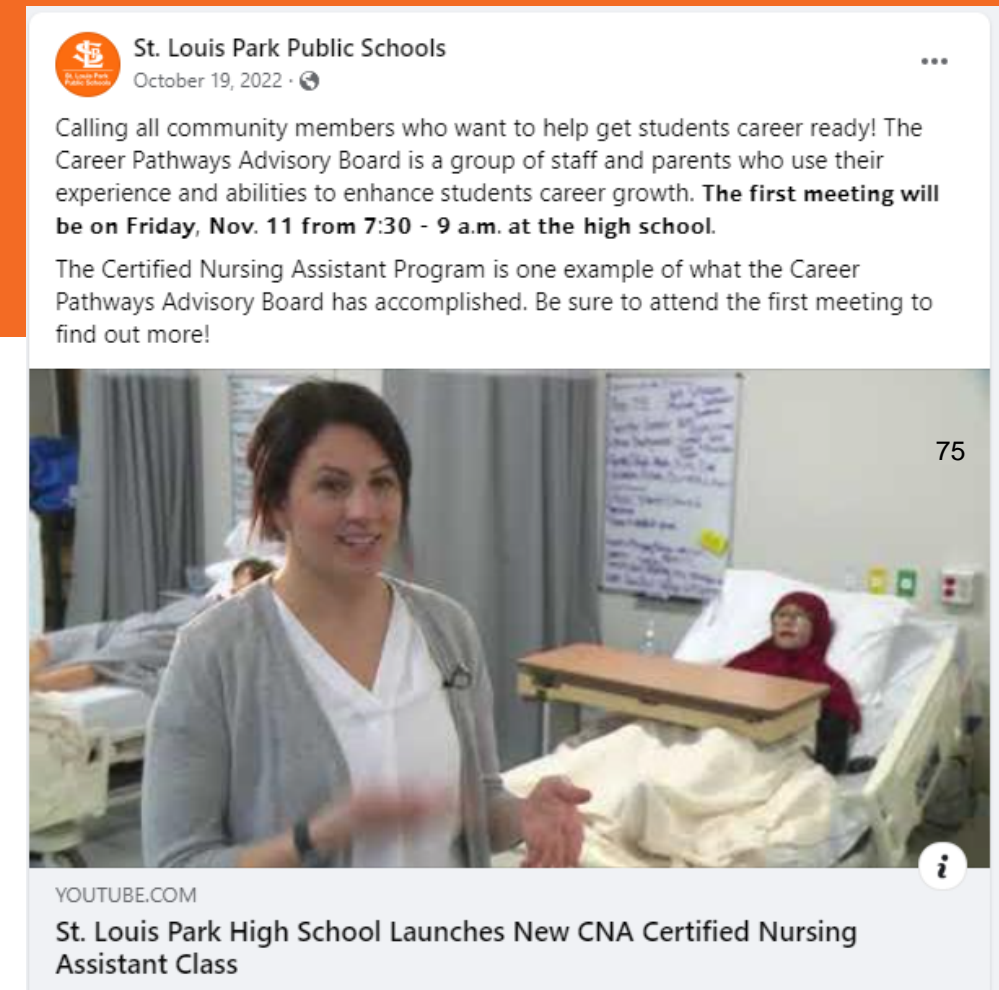 St. Louis Park Public Schools
October 19, 2022 ·
St. Louis Park
Public Schools
Calling all community members who want to help get students career ready! The
Career Pathways Advisory Board is a group of staff and parents who use their
experience and abilities to enhance students career growth. The first meeting will
be on Friday, Nov. 11 from 7:30 - 9 a.m. at the high school.
The Certified Nursing Assistant Program is one example of what the Career
Pathways Advisory Board has accomplished. Be sure to attend the first meeting to
find out more!
75
i
YOUTUBE.COM
St. Louis Park High School Launches New CNA Certified Nursing
Assistant Class